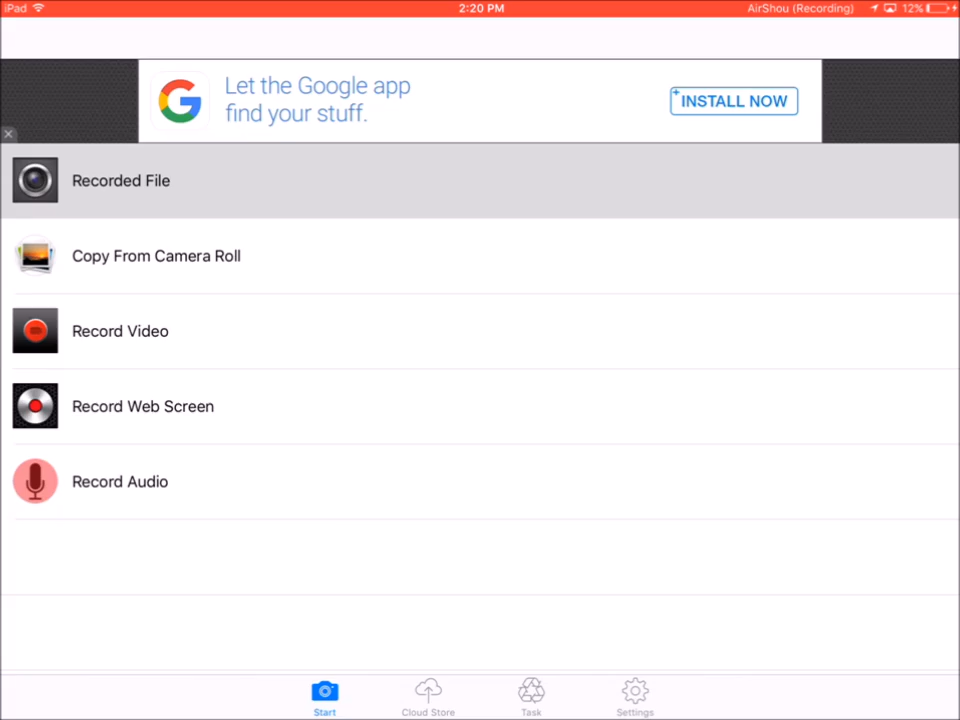 iPad 2:20 PM AirShou (Recording) 12%
Let the Google app
find your stuff.
+INSTALL NOW
Recorded File
Copy From Camera Roll
Record Video
Record Web Screen
Record Audio
Start Cloud Store Task Settings